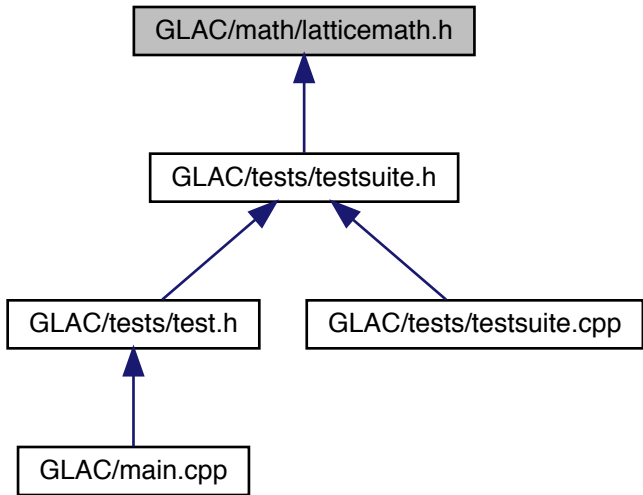 GLAC/math/latticemath.h
GLAC/tests/testsuite.h
GLAC/tests/test.h
GLAC/tests/testsuite.cpp
GLAC/main.cpp